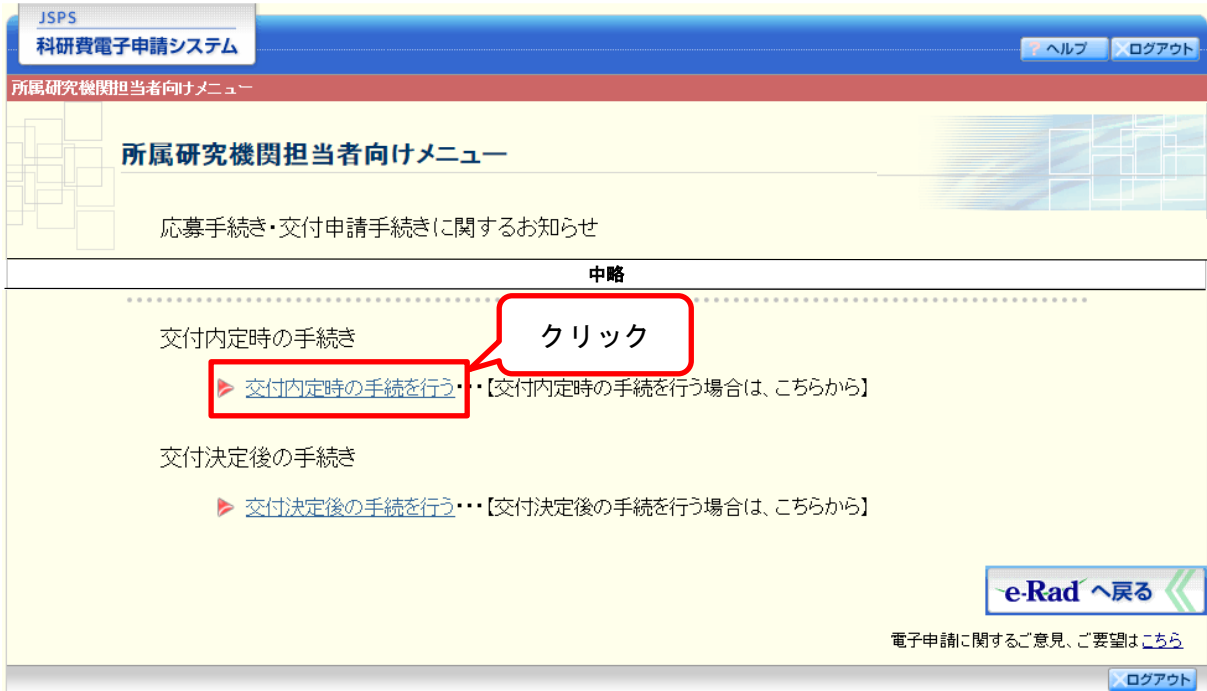 JSPS
科研費電子申請システム
? ヘルプ
×ログアウト
所属研究機関担当者向けメニュー
所属研究機関担当者向けメニュー
応募手続き・交付申請手続きに関するお知らせ
中略
クリック
交付内定時の手続き
交付内定時の手続を行う・・・【交付内定時の手続を行う場合は、こちらから】
交付決定後の手続き
交付決定後の手続を行う・・・【交付決定後の手続を行う場合は、こちらから】
e-Rad へ戻る
電子申請に関するご意見、ご要望はこちら
×ログアウト